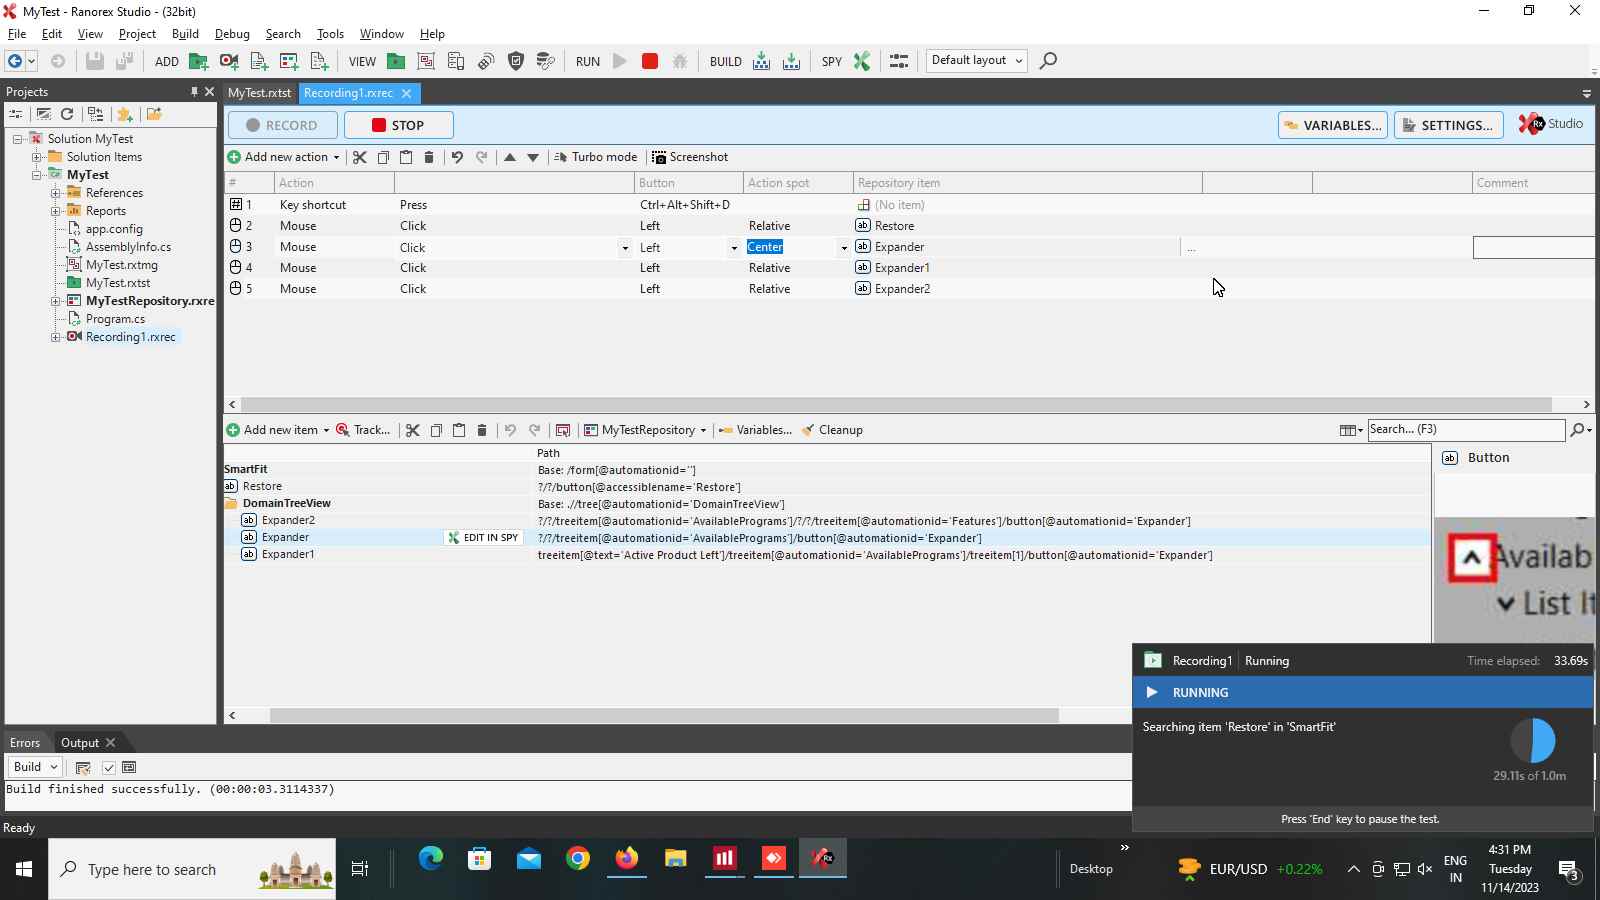 MyTest - Ranorex Studio - (32bit)
File Edit View Project Build Debug Search Tools Window Help
ADD VIEW RUN BUILD SPY Default layout
Projects
MyTest.rxtst Recording1.rxrec
RECORD STOP VARIABLES... SETTINGS... Rx Studio
Add new action Turbo mode Screenshot
# Action Button Action spot Repository item Comment
1 Key shortcut Press Ctrl+Alt+Shift+D (No item)
2 Mouse Click Left Relative Restore
3 Mouse Click Left Center Expander ...
4 Mouse Click Left Relative Expander1
5 Mouse Click Left Relative Expander2
Solution MyTest
Solution Items
MyTest
References
Reports
app.config
AssemblyInfo.cs
MyTest.rxtmg
MyTest.rxtst
MyTestRepository.rxre
Program.cs
Recording1.rxrec
Add new item Track... MyTestRepository Variables... Cleanup Search... (F3)
Path
SmartFit Base: /form[@automationid='']
Restore ?/?/button[@accessiblename='Restore']
DomainTreeView Base: .//tree[@automationid='DomainTreeView']
Expander2 ?/?/treeitem[@automationid='AvailablePrograms']/?/?/treeitem[@automationid='Features']/button[@automationid='Expander']
Expander EDIT IN SPY ?/?/treeitem[@automationid='AvailablePrograms']/button[@automationid='Expander']
Expander1 treeitem[@text='Active Product Left']/treeitem[@automationid='AvailablePrograms']/treeitem[1]/button[@automationid='Expander']
Button
Availab
List It
Recording1 Running Time elapsed: 33.69s
RUNNING
Searching item 'Restore' in 'SmartFit'
29.11s of 1.0m
Press 'End' key to pause the test.
Errors Output
Build
Build finished successfully. (00:00:03.3114337)
Ready
Type here to search
Desktop
EUR/USD +0.22%
ENG
IN
4:31 PM
Tuesday
11/14/2023
3